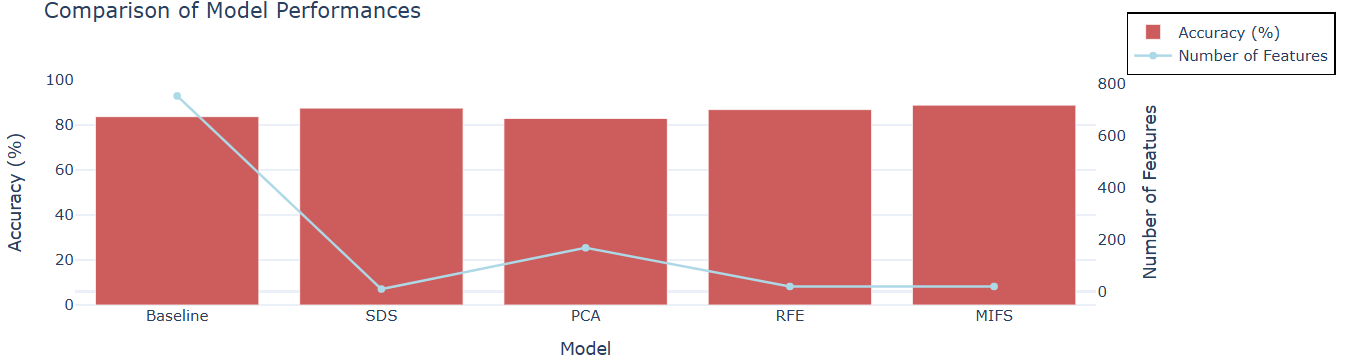 Comparison of Model Performances
Accuracy (%)
Number of Features
100
80
60
40
20
0
Accuracy (%)
800
600
400
200
0
Number of Features
Baseline
SDS
PCA
RFE
MIFS
Model